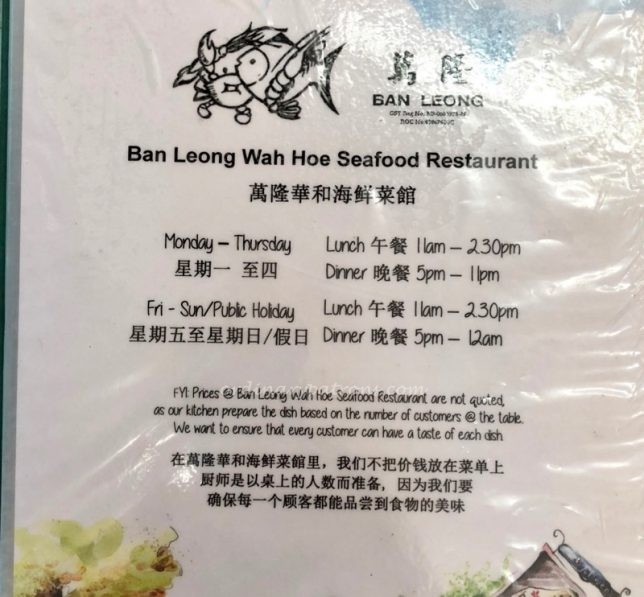 萬隆
BAN LEONG
Ban Leong Wah Hoe Seafood Restaurant
萬隆華和海鲜菜館
Monday – Thursday Lunch 午餐 11am – 2.30pm
星期一 至四 Dinner 晚餐 5pm – 11pm
Fri - Sun/Public Holiday Lunch 午餐 11am – 2.30pm
星期五至星期日/假日 Dinner 晚餐 5pm – 12am
FYI: Prices @ Ban Leong Wah Hoe Seafood Restaurant are not quoted,
as our kitchen prepare the dish based on the number of customers @ the table.
We want to ensure that every customer can have a taste of each dish.
在萬隆華和海鲜菜館里，我们不把价钱放在菜单上
厨师是以桌上的人数而准备，因为我们要
确保每一个顾客都能品尝到食物的美味